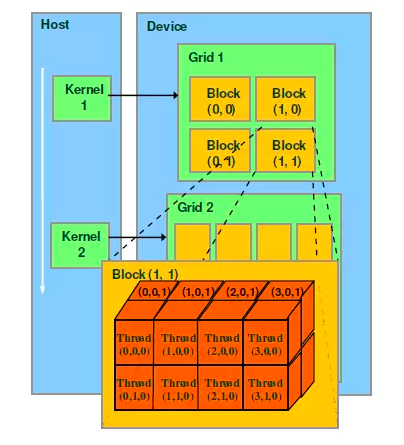 Host
Device
Grid 1
Kernel
1
Block
(0, 0)
Block
(1, 0)
Block
(0, 1)
Block
(1, 1)
Grid 2
Kernel
2
Block (1, 1)
(0,0,1) (1,0,1) (2,0,1) (3,0,1)
Thread Thread Thread Thread
(0,0,0) (1,0,0) (2,0,0) (3,0,0)
Thread Thread Thread Thread
(0,1,0) (1,1,0) (2,1,0) (3,1,0)